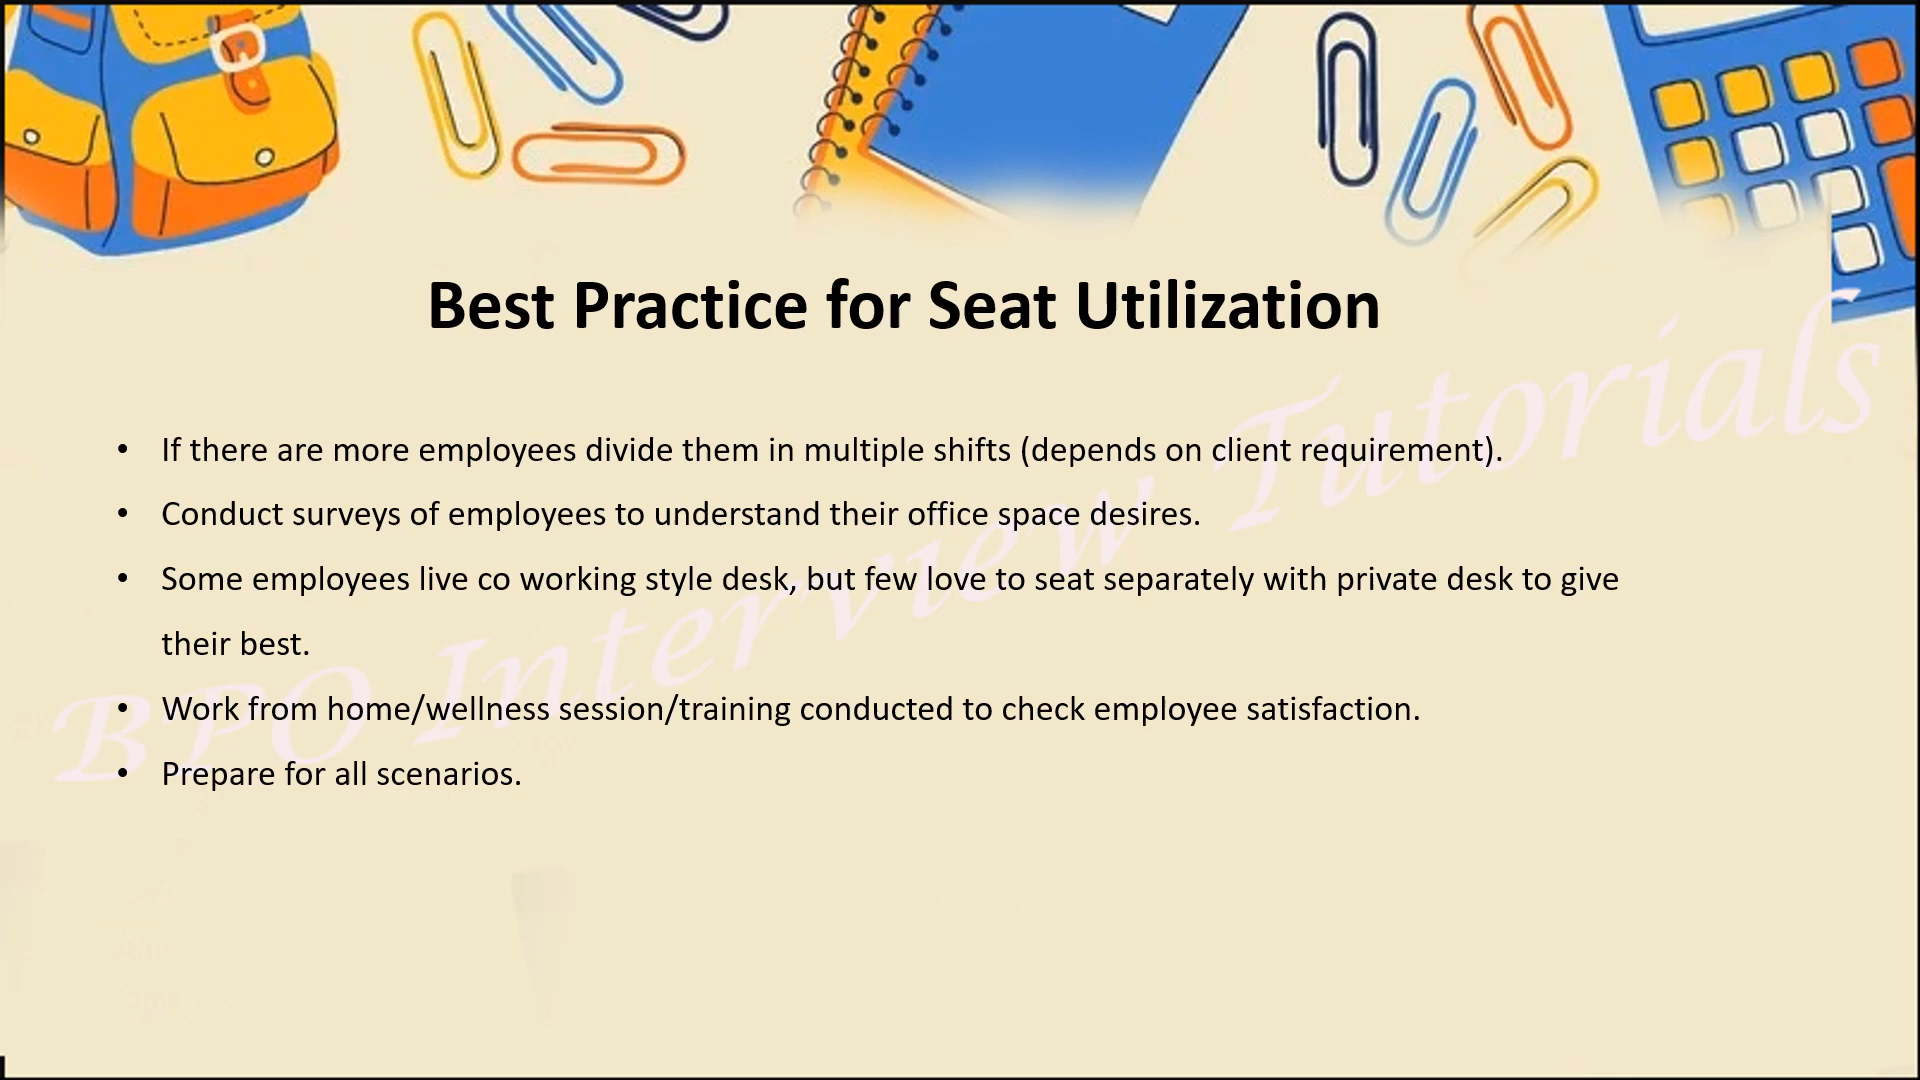 Best Practice for Seat Utilization
• If there are more employees divide them in multiple shifts (depends on client requirement).
• Conduct surveys of employees to understand their office space desires.
• Some employees live co working style desk, but few love to seat separately with private desk to give
their best.
• Work from home/wellness session/training conducted to check employee satisfaction.
• Prepare for all scenarios.
BPO Interview Tutorials